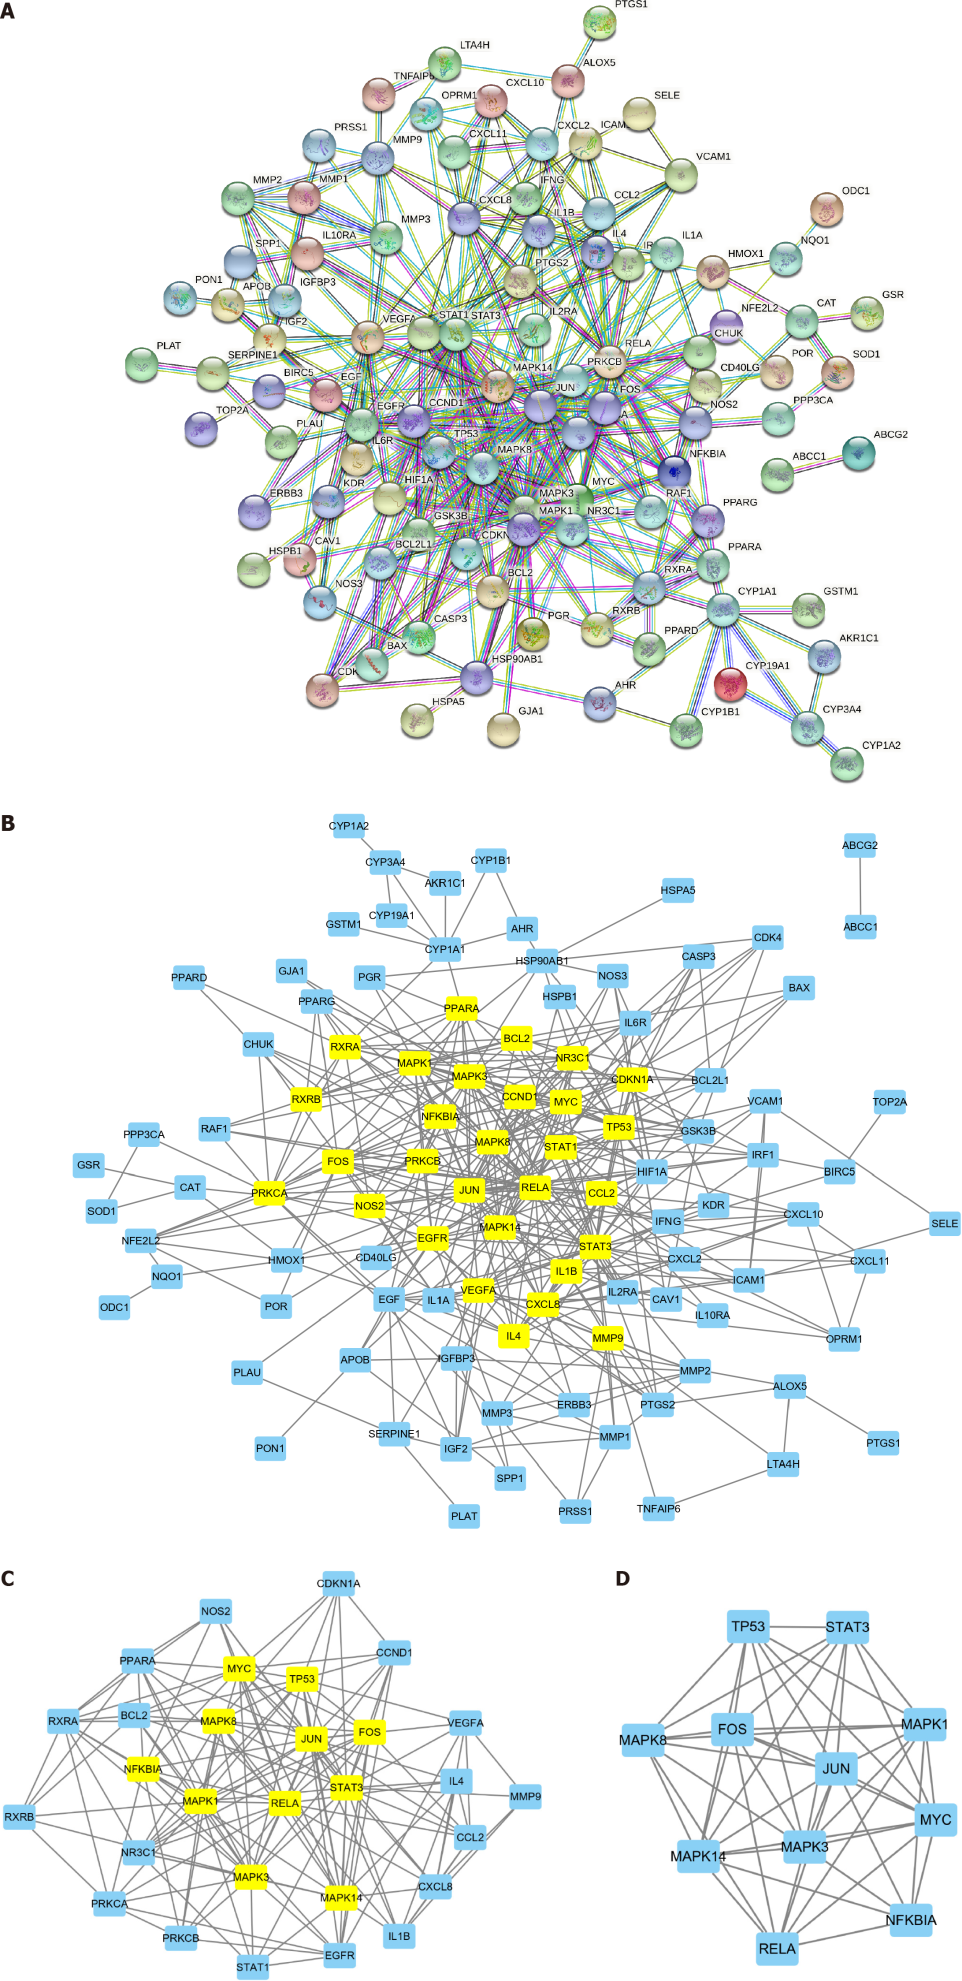 A
PTGS1
LTA4H
ALOX5
TNFAIP6
CXCL10
OPRM1
SELE
PRSS1
CXCL11
CXCL2
MMP9
VCAM1
MMP2
MMP1
IFNG
CXCL8
CCL2
ODC1
MMP3
IL1B
IL10RA
IL4
IL1A
SPP1
NQO1
HMOX1
PTGS2
PON1
APOB
IGFBP3
IGF2
VEGFA
STAT1
STAT3
IL2RA
NFE2L2
CAT
GSR
CHUK
RELA
PLAT
SERPINE1
MAPK14
PRKCB
CD40LG
POR
SOD1
BIRC5
EGF
JUN
FOS
NOS2
PPP3CA
TOP2A
EGFR
CCND1
PLAU
IL6R
TP53
MAPK8
NFKBIA
ABCG2
ABCC1
KDR
HIF1A
MYC
ERBB3
MAPK3
RAF1
PPARG
GSK3B
MAPK1
NR3C1
HSPB1
CAV1
BCL2L1
CDKN
PPARA
NOS3
BCL2
RXRA
CYP1A1
GSTM1
CASP3
PGR
RXRB
PPARD
AKR1C1
BAX
CDK
HSP90AB1
CYP19A1
AHR
HSPA5
GJA1
CYP1B1
CYP3A4
CYP1A2
B
CYP1A2
ABCG2
CYP3A4
CYP1B1
AKR1C1
HSPA5
GSTM1
CYP19A1
AHR
ABCC1
CDK4
CYP1A1
HSP90AB1
CASP3
PPARD
GJA1
PGR
NOS3
BAX
PPARG
HSPB1
PPARA
IL6R
CHUK
RXRA
BCL2
MAPK1
NR3C1
MAPK3
CDKN1A
BCL2L1
RXRB
CCND1
MYC
VCAM1
TOP2A
NFKBIA
RAF1
TP53
GSK3B
PPP3CA
MAPK8
STAT1
IRF1
GSR
FOS
PRKCB
HIF1A
BIRC5
CAT
PRKCA
JUN
RELA
CCL2
SOD1
NOS2
KDR
CXCL10
IFNG
SELE
MAPK14
NFE2L2
EGFR
STAT3
HMOX1
CD40LG
CXCL2
CXCL11
NQO1
IL1B
ICAM1
VEGFA
IL2RA
ODC1
POR
EGF
IL1A
CXCL8
CAV1
IL10RA
IL4
MMP9
OPRM1
APOB
IGFBP3
PLAU
MMP2
ALOX5
ERBB3
PTGS2
MMP3
SERPINE1
MMP1
PTGS1
PON1
IGF2
LTA4H
SPP1
PLAT
PRSS1
TNFAIP6
C
CDKN1A
NOS2
CCND1
PPARA
MYC
TP53
RXRA
BCL2
MAPK8
FOS
VEGFA
JUN
NFKBIA
IL4
STAT3
MMP9
MAPK1
RELA
RXRB
CCL2
NR3C1
MAPK3
CXCL8
MAPK14
PRKCA
PRKCB
IL1B
EGFR
STAT1
D
TP53
STAT3
FOS
MAPK1
MAPK8
JUN
MYC
MAPK3
MAPK14
NFKBIA
RELA